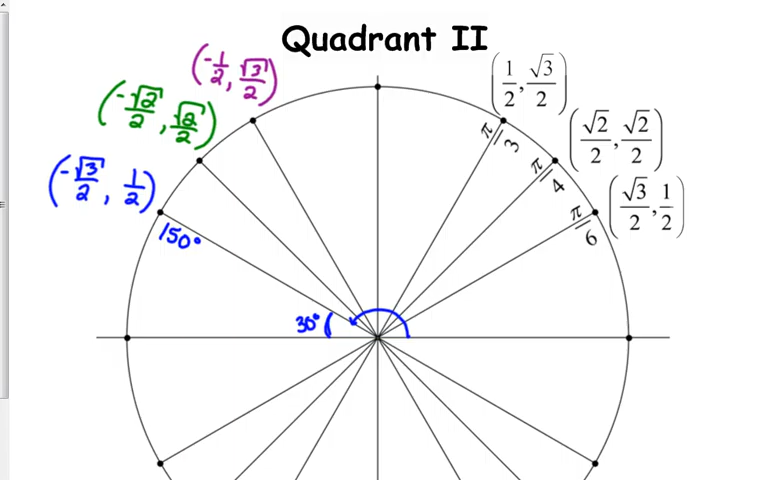 Quadrant II
(-1/2, √3/2)
(-√2/2, √2/2)
(-√3/2, 1/2)
150°
30°
(1/2, √3/2)
π/3
(√2/2, √2/2)
π/4
(√3/2, 1/2)
π/6